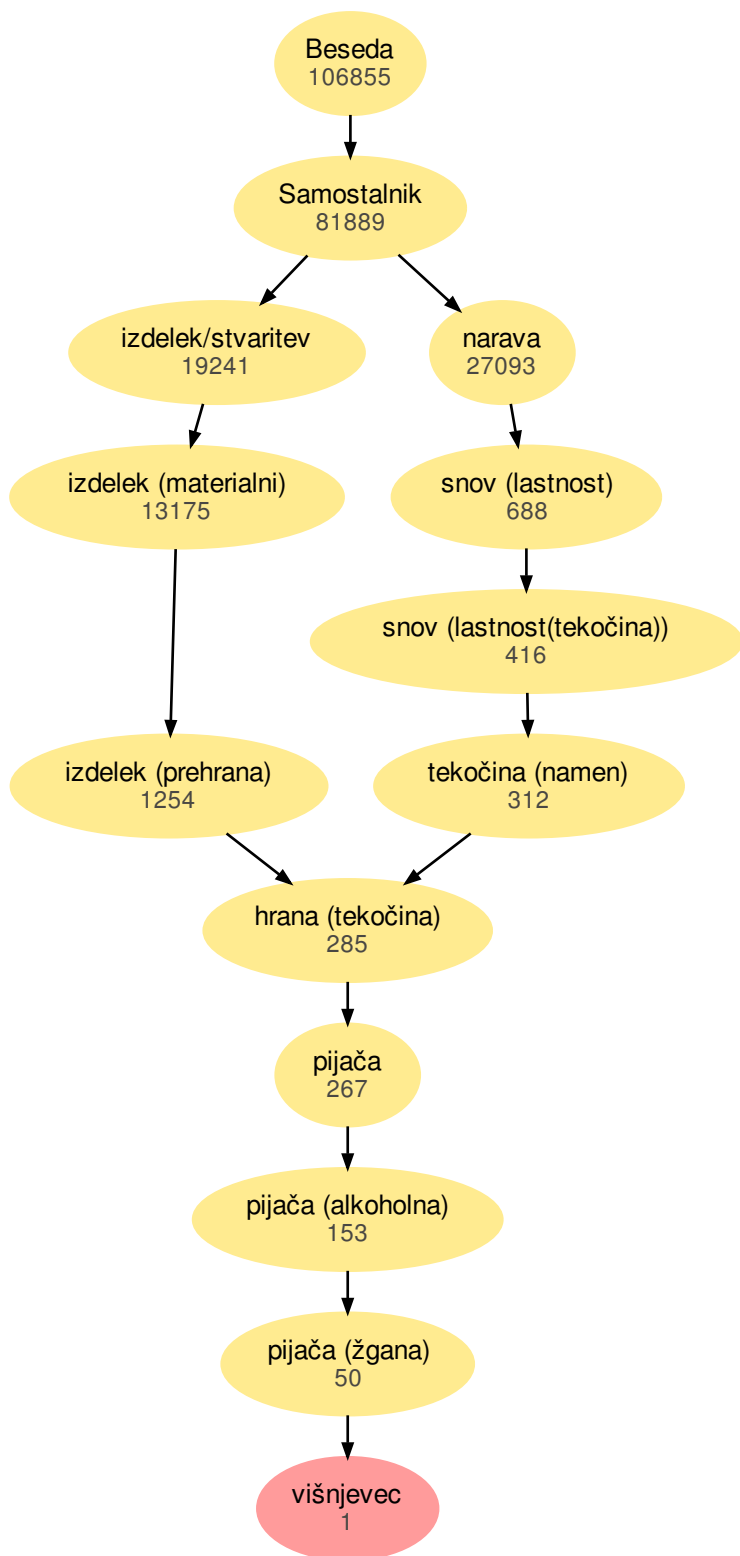 Beseda
106855
Samostalnik
81889
izdelek/stvaritev
19241
narava
27093
izdelek (materialni)
13175
snov (lastnost)
688
snov (lastnost(tekočina))
416
izdelek (prehrana)
1254
tekočina (namen)
312
hrana (tekočina)
285
pijača
267
pijača (alkoholna)
153
pijača (žgana)
50
višnjevec
1